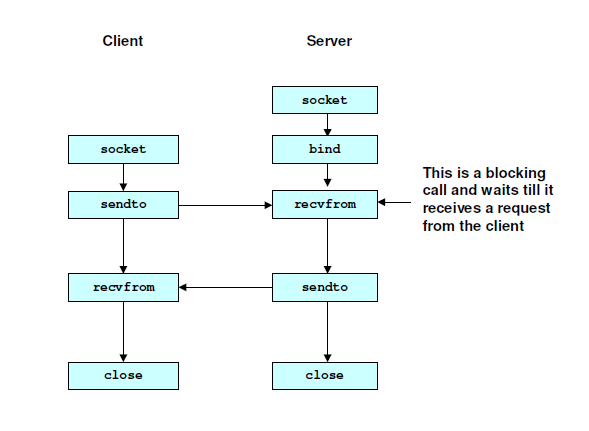 Client
Server
socket
socket
bind
sendto
recvfrom
This is a blocking
call and waits till it
receives a request
from the client
recvfrom
sendto
close
close